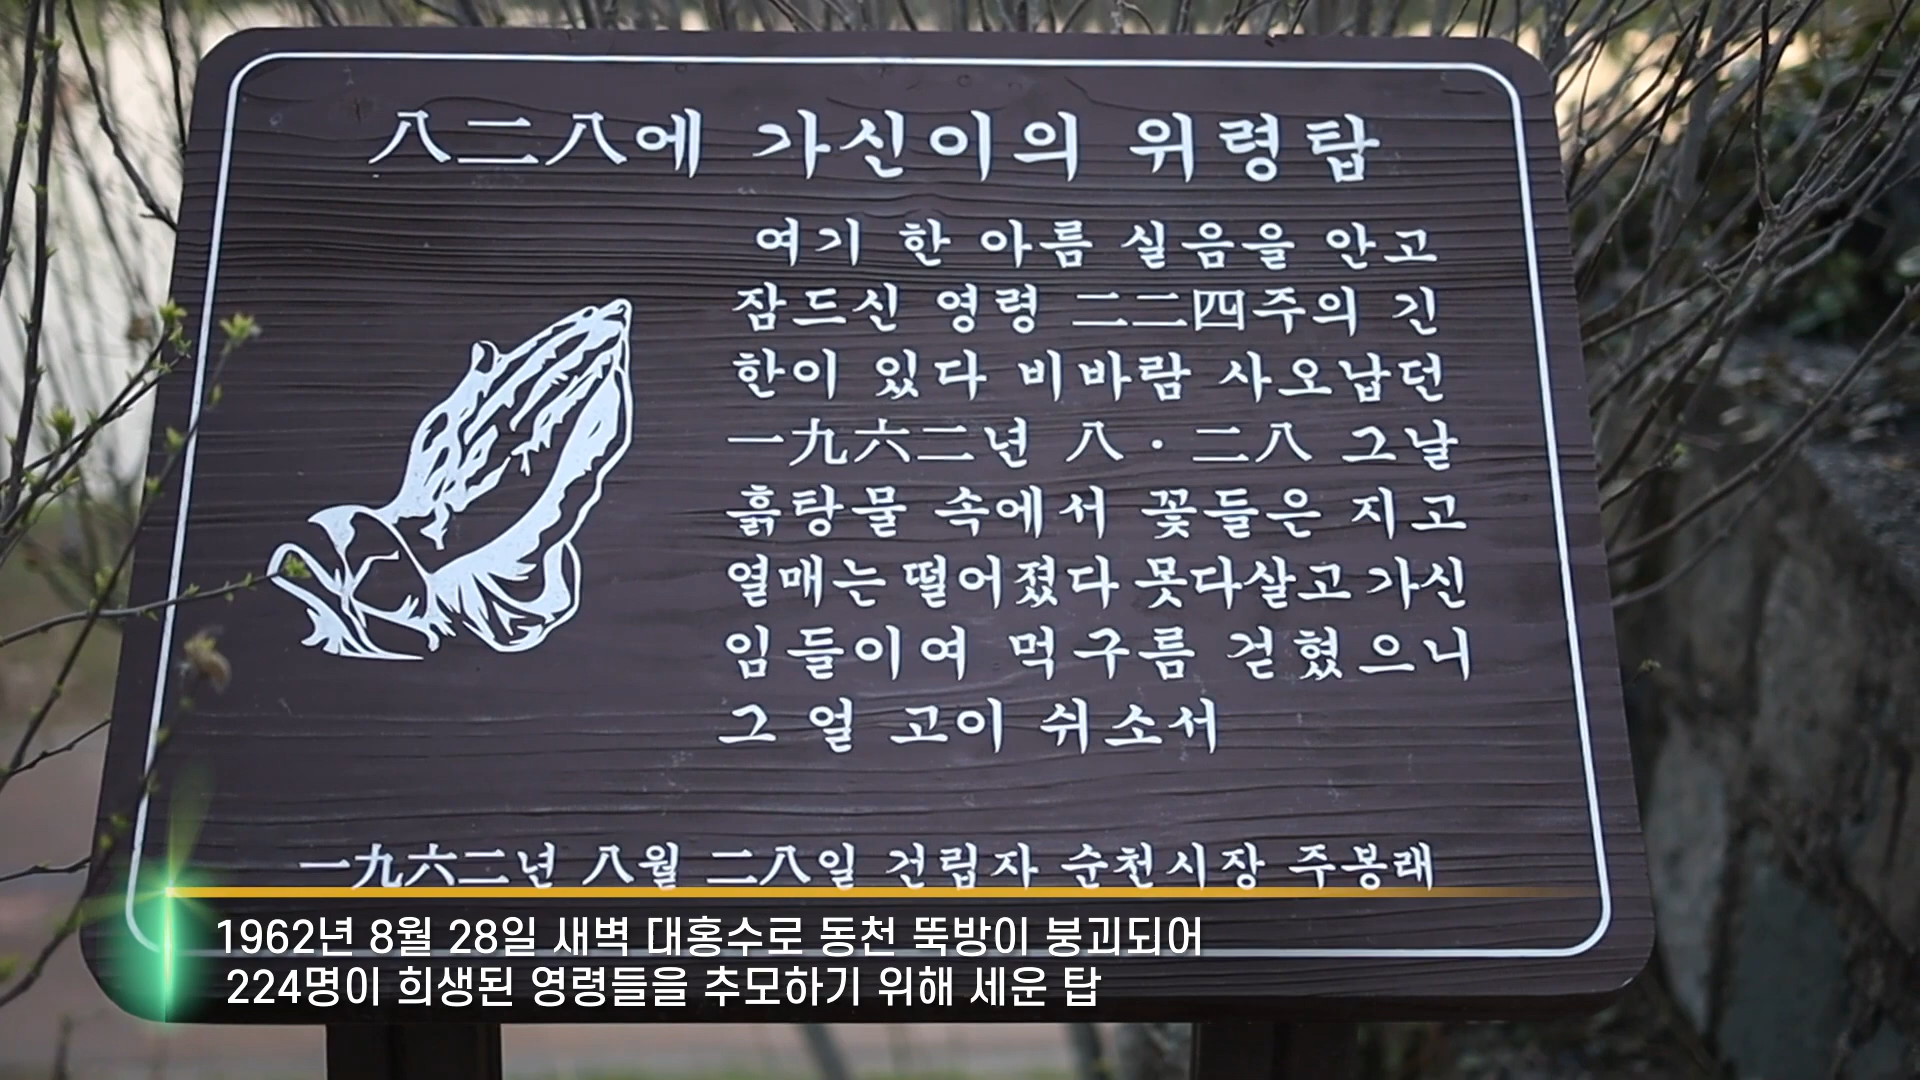 八二八에 가신이의 위령탑
여기 한 아름 실음을 안고
잠드신 영령 二二四주의 긴
한이 있다 비바람 사오납던
一九六二년 八·二八 그날
흙탕물 속에서 꽃들은 지고
열매는 떨어졌다 못다살고 가신
임들이여 먹구름 걷혔으니
그 얼 고이 쉬소서
一九六二년 八월 二八일 건립자 순천시장 주봉래
1962년 8월 28일 새벽 대홍수로 동천 뚝방이 붕괴되어
224명이 희생된 영령들을 추모하기 위해 세운 탑